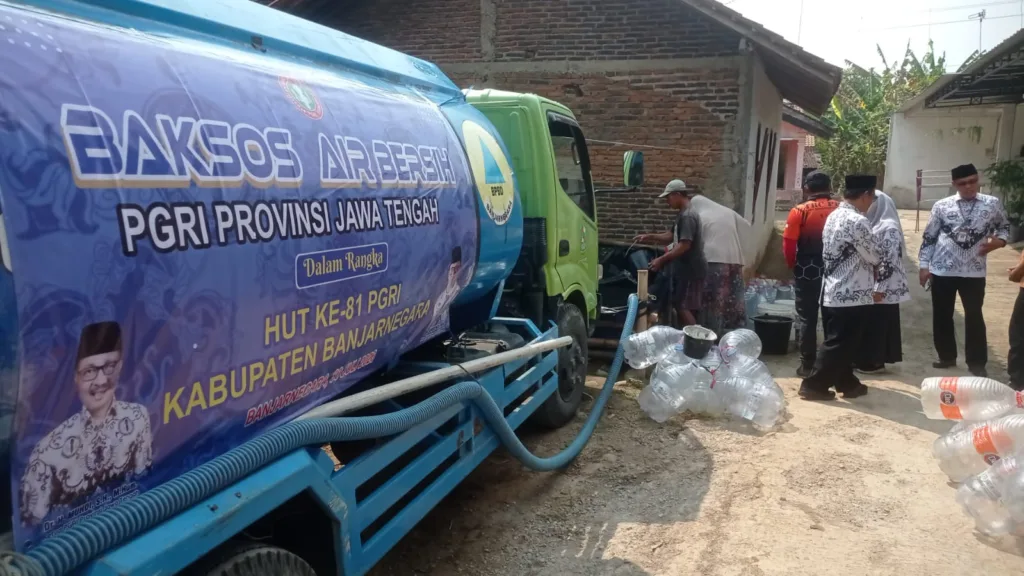 BAKSOS AIR BERSIH
PGRI PROVINSI JAWA TENGAH
Dalam Rangka
HUT KE-81 PGRI
KABUPATEN BANJARNEGARA
BPBD